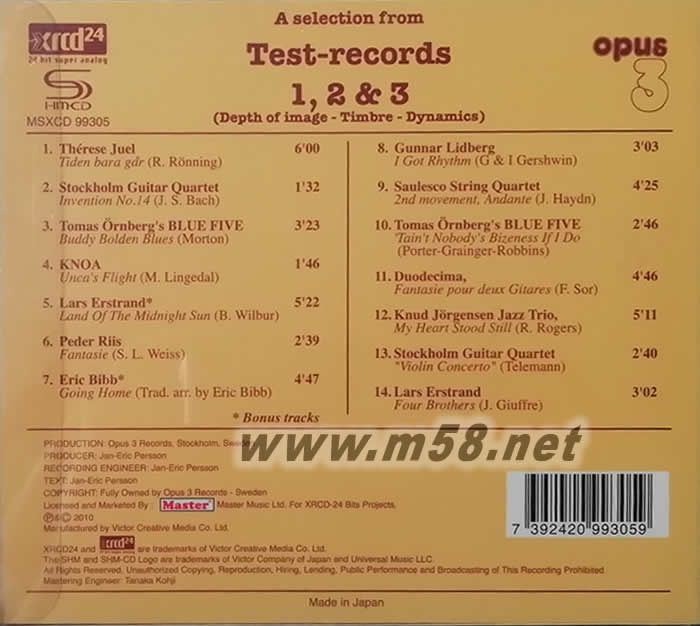 A selection from
xrcd24
24 bit super analog
SHMCD
MSXCD 99305
Test-records
1, 2 & 3
(Depth of image - Timbre - Dynamics)
opus
3
1. Thérese Juel 6'00
Tiden bara går (R. Rönning)
2. Stockholm Guitar Quartet 1'32
Invention No.14 (J. S. Bach)
3. Tomas Örnberg's BLUE FIVE 3'23
Buddy Bolden Blues (Morton)
4. KNOA 1'46
Unca's Flight (M. Lingedal)
5. Lars Erstrand* 5'22
Land Of The Midnight Sun (B. Wilbur)
6. Peder Riis 2'39
Fantasie (S. L. Weiss)
7. Eric Bibb* 4'47
Going Home (Trad. arr by Eric Bibb)
* Bonus tracks
8. Gunnar Lidberg 3'03
I Got Rhythm (G & I Gershwin)
9. Saulesco String Quartet 4'25
2nd movement, Andante (J. Haydn)
10. Tomas Örnberg's BLUE FIVE 2'46
'Tain't Nobody's Bizeness If I Do
(Porter-Grainger-Robbins)
11. Duodecima, 4'46
Fantasie pour deux Gitares (F. Sor)
12. Knud Jörgensen Jazz Trio, 5'11
My Heart Stood Still (R. Rogers)
13. Stockholm Guitar Quartet 2'40
"Violin Concerto" (Telemann)
14. Lars Erstrand 3'02
Four Brothers (J. Giuffre)
www.m58.net
PRODUCTION: Opus 3 Records, Stockholm, Sweden
PRODUCER: Jan-Eric Persson
RECORDING ENGINEER: Jan-Eric Persson
TEXT: Jan-Eric Persson
COPYRIGHT: Fully Owned by Opus 3 Records - Sweden
Licensed and Marketed By : Master Master Music Ltd. For XRCD-24 Bits Projects.
℗&© 2010
Manufactured by Victor Creative Media Co. Ltd.
XRCD24 and xrcd24 are trademarks of Victor Creative Media Co. Ltd.
The SHM and SHM-CD Logo are trademarks of Victor Company of Japan and Universal Music LLC.
All Rights Reserved, Unauthorized Copying, Reproduction, Hiring, Lending, Public Performance and Broadcasting of This Recording Prohibited.
Mastering Engineer: Tanaka Kohji
7 392420 993059
Made in Japan